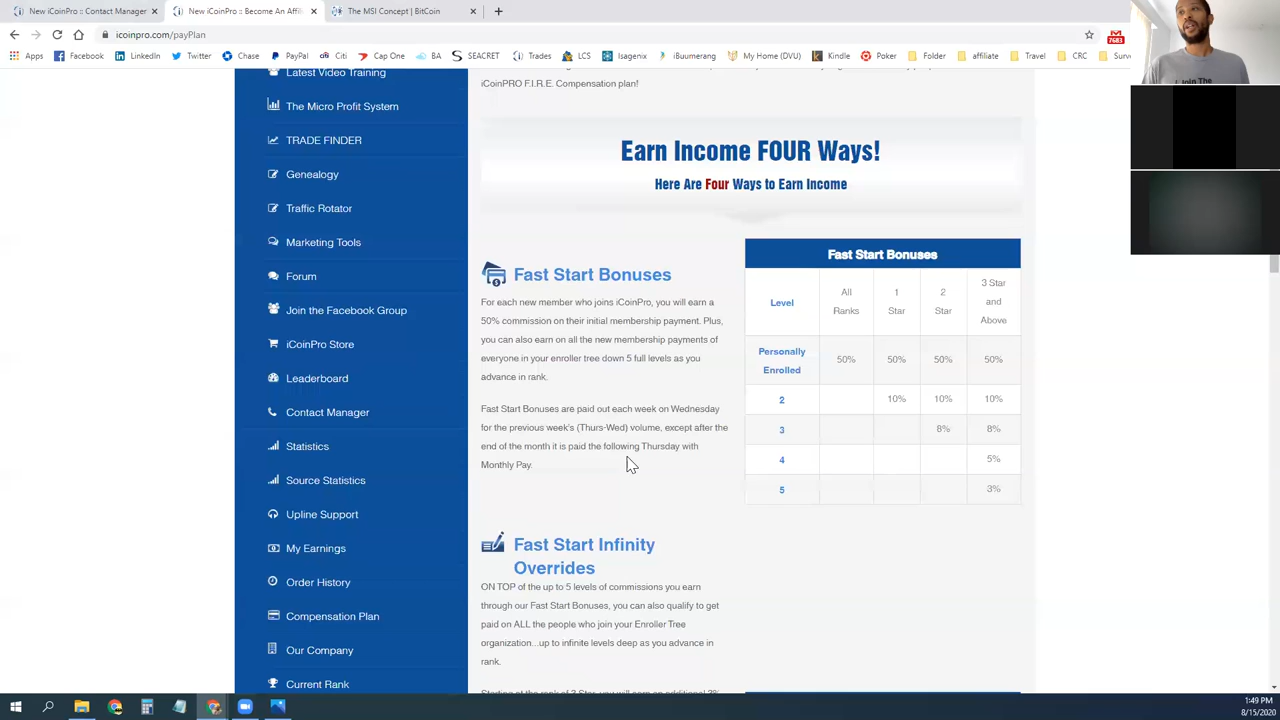 New iCoinPro :: Contact Manager
New iCoinPro :: Become An Affi
The MSI Concept | BitCoin
icoinpro.com/payPlan
7683
Apps
Facebook
LinkedIn
Twitter
Chase
PayPal
Citi
Cap One
BA
SEACRET
Trades
LCS
Isagenix
iBuumerang
My Home (DVU)
Kindle
Poker
Folder
affiliate
Travel
CRC
Surv
Join The
Latest Video Training
The Micro Profit System
TRADE FINDER
Genealogy
Traffic Rotator
Marketing Tools
Forum
Join the Facebook Group
iCoinPro Store
Leaderboard
Contact Manager
Statistics
Source Statistics
Upline Support
My Earnings
Order History
Compensation Plan
Our Company
Current Rank
iCoinPRO F.I.R.E. Compensation plan!
Earn Income FOUR Ways!
Here Are Four Ways to Earn Income
Fast Start Bonuses
For each new member who joins iCoinPro, you will earn a
50% commission on their initial membership payment. Plus,
you can also earn on all the new membership payments of
everyone in your enroller tree down 5 full levels as you
advance in rank.
Fast Start Bonuses are paid out each week on Wednesday
for the previous week's (Thurs-Wed) volume, except after the
end of the month it is paid the following Thursday with
Monthly Pay.
Fast Start Bonuses
Level
All Ranks
1 Star
2 Star
3 Star and Above
Personally Enrolled
50%
50%
50%
50%
2
10%
10%
10%
3
8%
8%
4
5%
5
3%
Fast Start Infinity
Overrides
ON TOP of the up to 5 levels of commissions you earn
through our Fast Start Bonuses, you can also qualify to get
paid on ALL the people who join your Enroller Tree
organization...up to infinite levels deep as you advance in
rank.
1:49 PM
8/15/2020